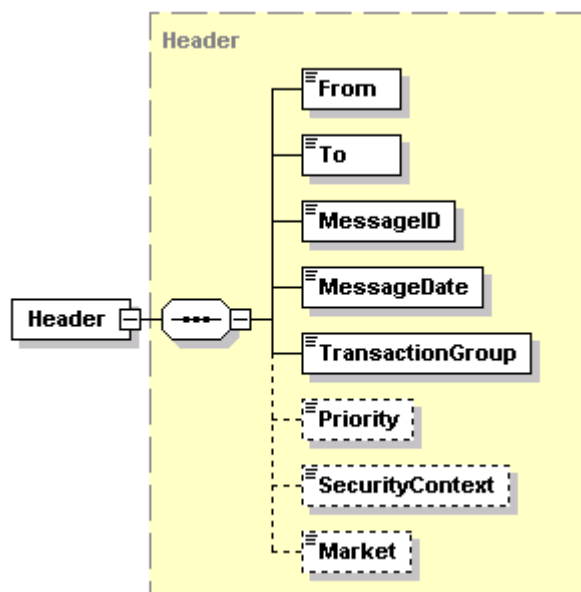 Header
From
To
MessageID
MessageDate
Header
TransactionGroup
Priority
SecurityContext
Market